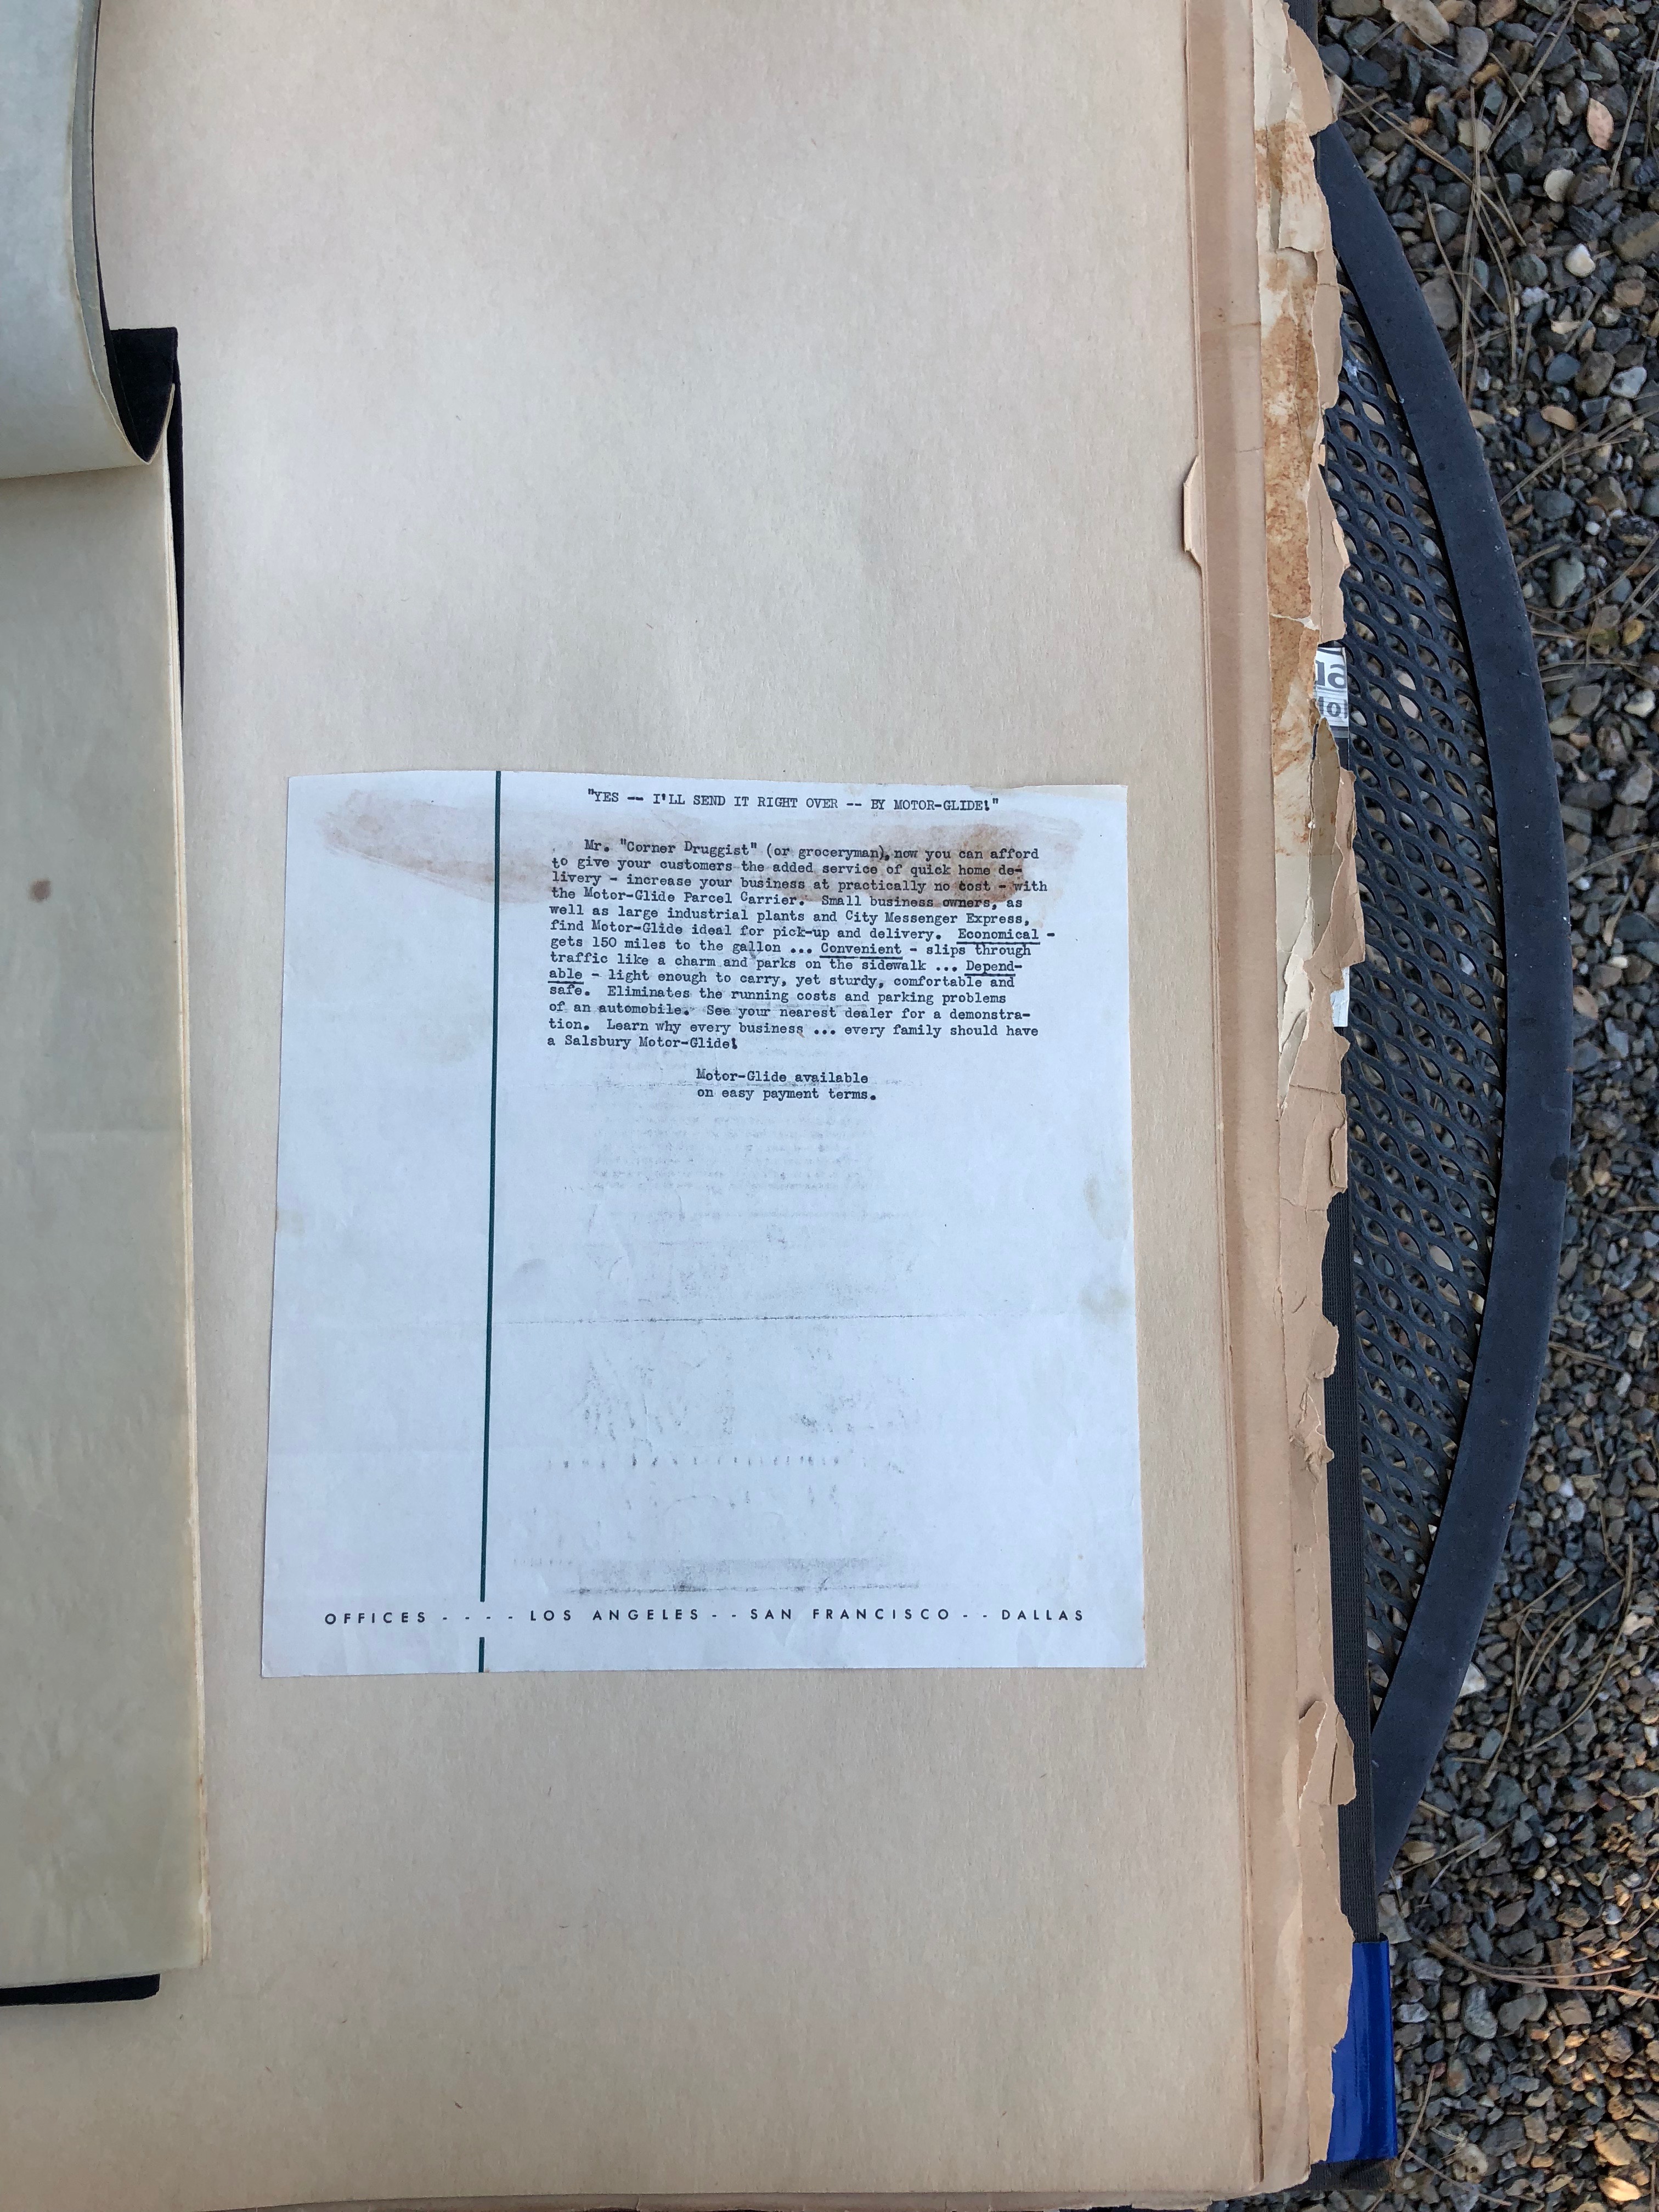 "YES -- I'LL SEND IT RIGHT OVER -- BY MOTOR-GLIDE!"
Mr. "Corner Druggist" (or groceryman), now you can afford
to give your customers the added service of quick home de-
livery - increase your business at practically no cost - with
the Motor-Glide Parcel Carrier. Small business owners, as
well as large industrial plants and City Messenger Express,
find Motor-Glide ideal for pick-up and delivery. Economical -
gets 150 miles to the gallon ... Convenient - slips through
traffic like a charm and parks on the sidewalk ... Depend-
able - light enough to carry, yet sturdy, comfortable and
safe. Eliminates the running costs and parking problems
of an automobile. See your nearest dealer for a demonstra-
tion. Learn why every business ... every family should have
a Salsbury Motor-Glide!
Motor-Glide available
on easy payment terms.
OFFICES - - - - LOS ANGELES - - SAN FRANCISCO - - DALLAS